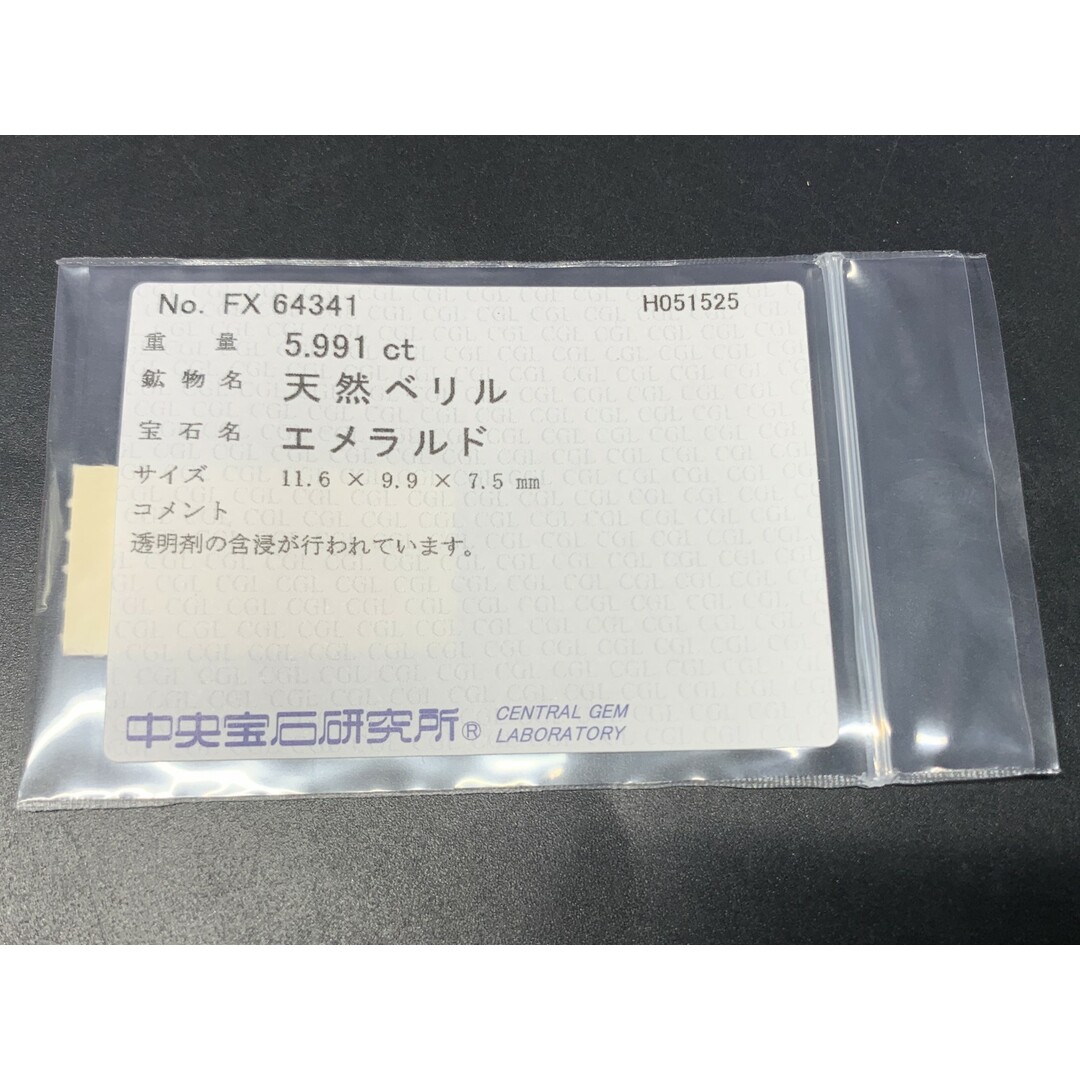 No. FX 64341 H051525
重量 5.991 ct
鉱物名 天然ベリル
宝石名 エメラルド
サイズ 11.6 × 9.9 × 7.5 mm
コメント
透明剤の含浸が行われています。
中央宝石研究所® CENTRAL GEM
LABORATORY